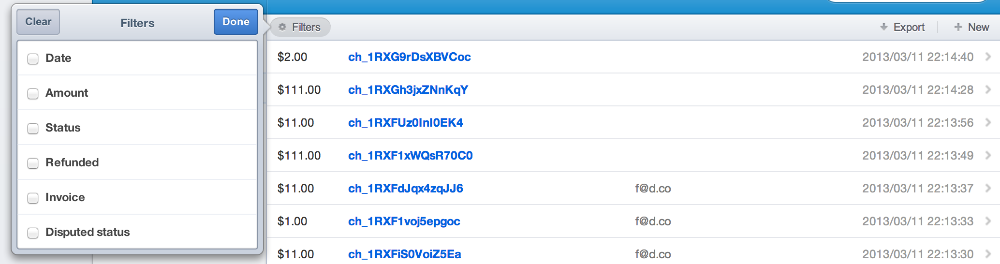 Clear Filters Done
Date
Amount
Status
Refunded
Invoice
Disputed status
Filters Export New
$2.00 ch_1RXG9rDsXBVCoc 2013/03/11 22:14:40
$111.00 ch_1RXGh3jxZNnKqY 2013/03/11 22:14:28
$11.00 ch_1RXFUz0InI0EK4 2013/03/11 22:13:56
$111.00 ch_1RXF1xWQsR70C0 2013/03/11 22:13:49
$11.00 ch_1RXFdJqx4zqJJ6 f@d.co 2013/03/11 22:13:37
$1.00 ch_1RXF1voj5epgoc f@d.co 2013/03/11 22:13:33
$11.00 ch_1RXFiS0VoiZ5Ea f@d.co 2013/03/11 22:13:30